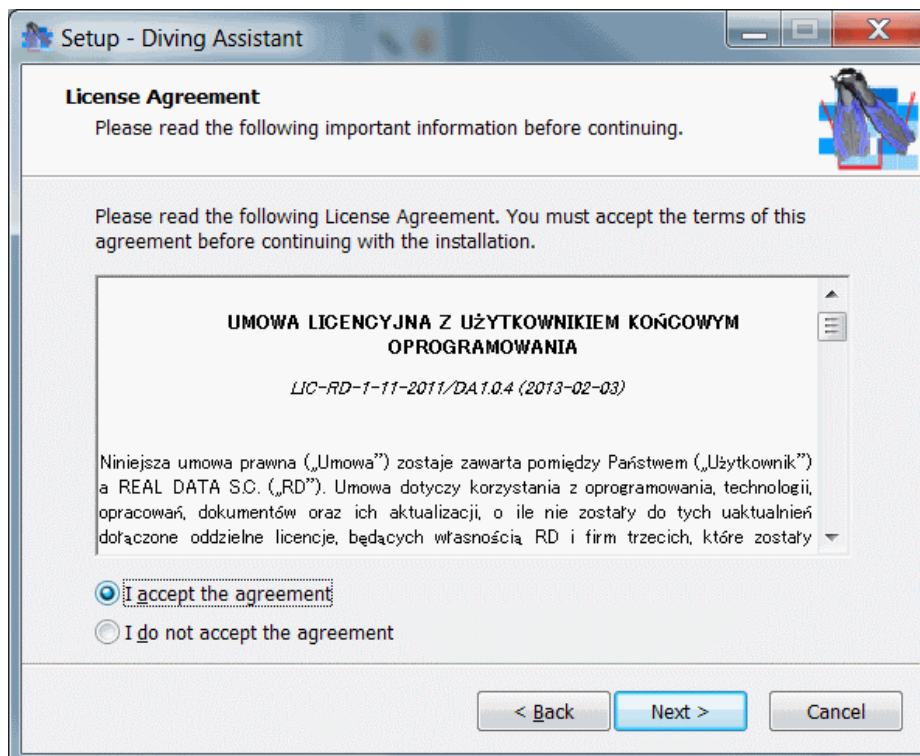 Setup - Diving Assistant
License Agreement
Please read the following important information before continuing.
Please read the following License Agreement. You must accept the terms of this
agreement before continuing with the installation.
UMOWA LICENCYJNA Z UŻYTKOWNIKIEM KOŃCOWYM
OPROGRAMOWANIA
LIC-RD-1-11-2011/DA1.0.4 (2013-02-03)
Niniejsza umowa prawna („Umowa”) zostaje zawarta pomiędzy Państwem („Użytkownik”)
a REAL DATA S.C. („RD”). Umowa dotyczy korzystania z oprogramowania, technologii,
opracowań, dokumentów oraz ich aktualizacji, o ile nie zostały do tych uaktualnień
dołączone oddzielne licencje, będących własnością RD i firm trzecich, które zostały
I accept the agreement
I do not accept the agreement
< Back
Next >
Cancel